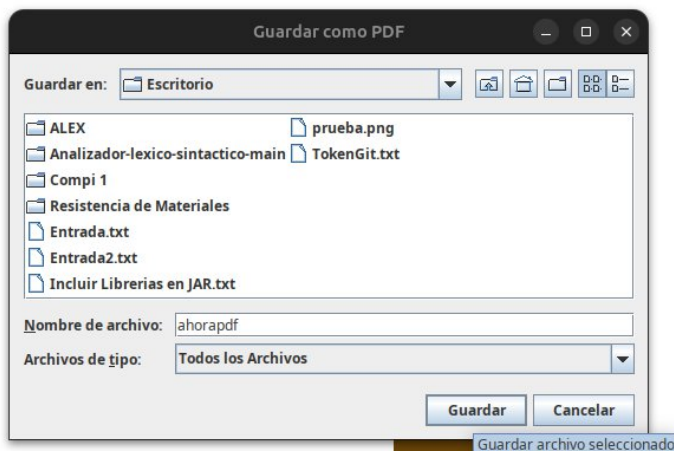 Guardar como PDF
Guardar en: Escritorio
ALEX
Analizador-lexico-sintactico-main
Compi 1
Resistencia de Materiales
Entrada.txt
Entrada2.txt
Incluir Librerias en JAR.txt
prueba.png
TokenGit.txt
Nombre de archivo: ahorapdf
Archivos de tipo: Todos los Archivos
Guardar Cancelar
Guardar archivo seleccionado